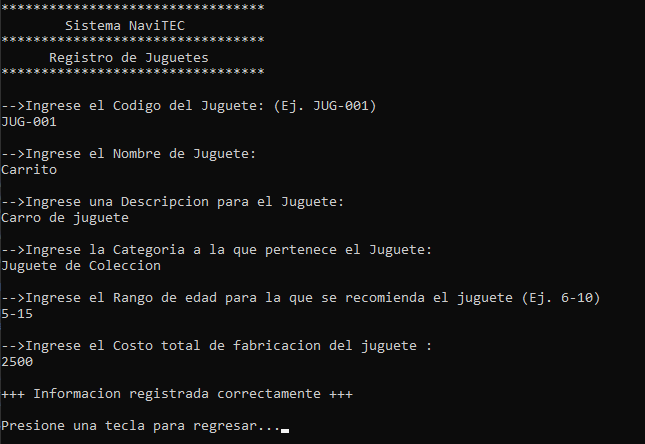 *********************************
Sistema NaviTEC
*********************************
Registro de Juguetes
*********************************
-->Ingrese el Codigo del Juguete: (Ej. JUG-001)
JUG-001
-->Ingrese el Nombre de Juguete:
Carrito
-->Ingrese una Descripcion para el Juguete:
Carro de juguete
-->Ingrese la Categoria a la que pertenece el Juguete:
Juguete de Coleccion
-->Ingrese el Rango de edad para la que se recomienda el juguete (Ej. 6-10)
5-15
-->Ingrese el Costo total de fabricacion del juguete :
2500
+++ Informacion registrada correctamente +++
Presione una tecla para regresar...